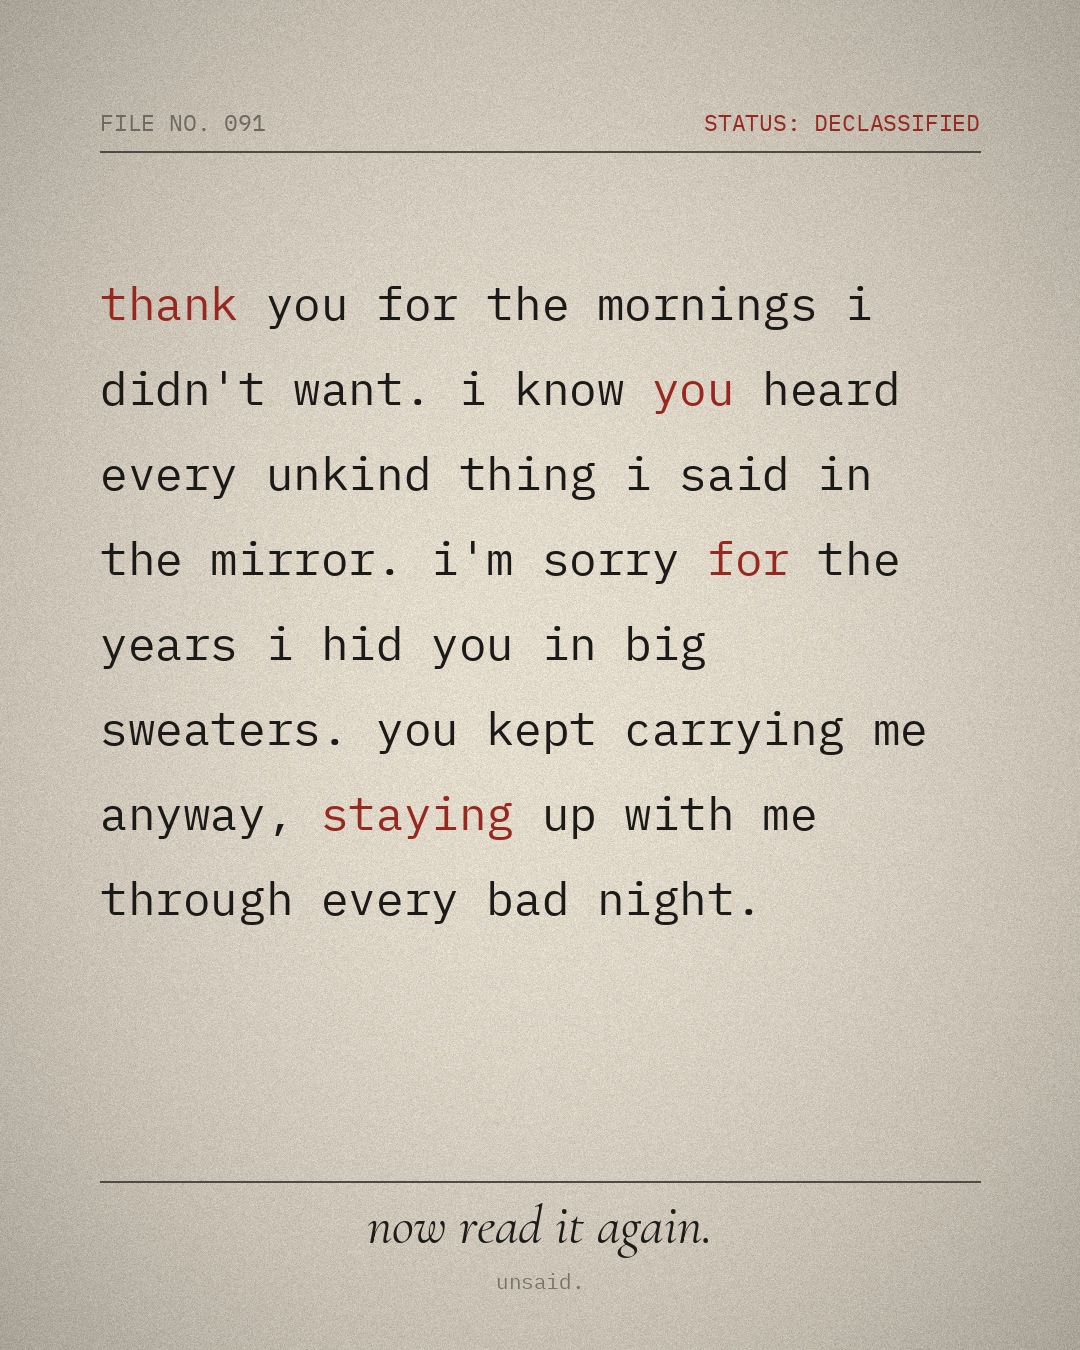 FILE NO. 091
STATUS: DECLASSIFIED
thank you for the mornings i
didn't want. i know you heard
every unkind thing i said in
the mirror. i'm sorry for the
years i hid you in big
sweaters. you kept carrying me
anyway, staying up with me
through every bad night.
now read it again.
unsaid.